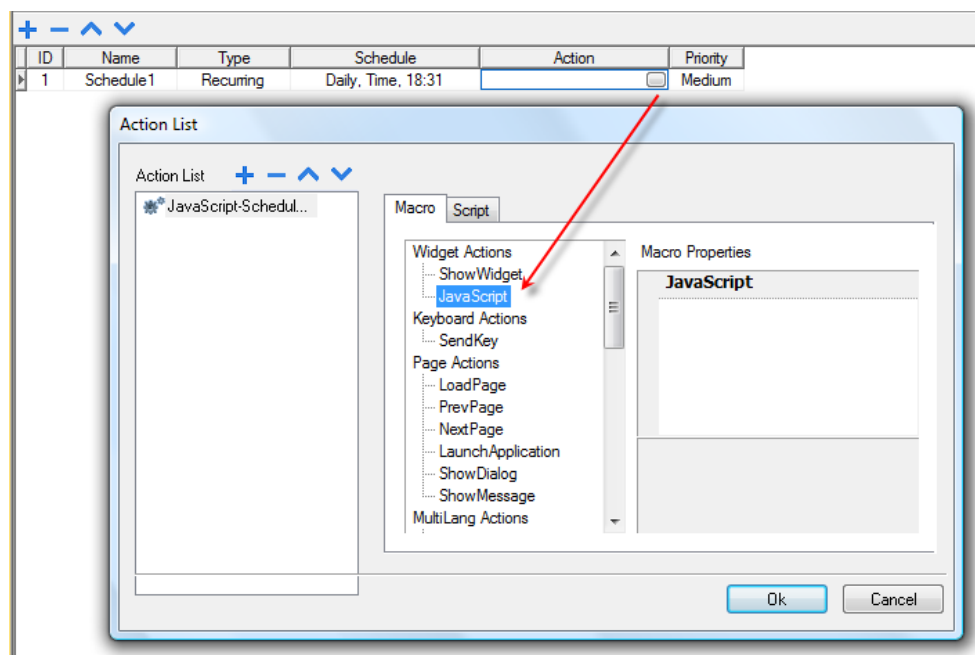 ID Name Type Schedule Action Priority
1 Schedule1 Recurring Daily, Time, 18:31 Medium
Action List
Action List
JavaScript-Schedul...
Macro Script
Widget Actions
ShowWidget
JavaScript
Keyboard Actions
SendKey
Page Actions
LoadPage
PrevPage
NextPage
LaunchApplication
ShowDialog
ShowMessage
MultiLang Actions
Macro Properties
JavaScript
Ok Cancel